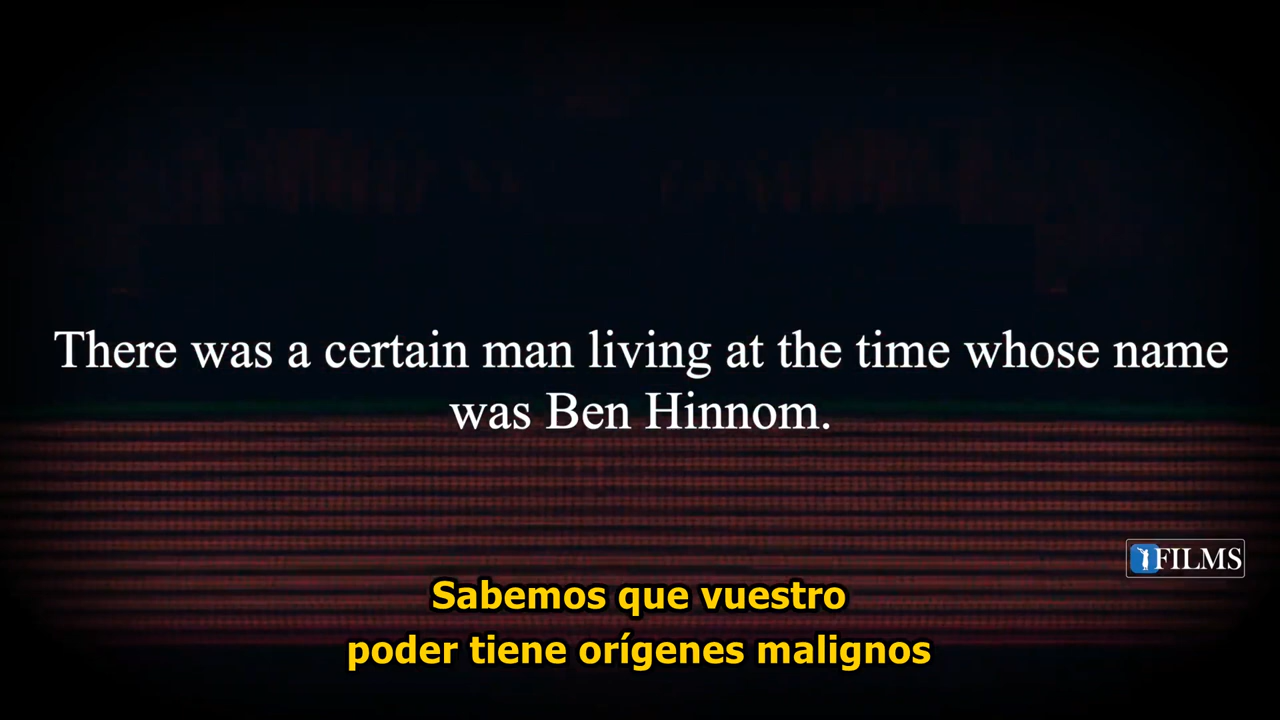 There was a certain man living at the time whose name
was Ben Hinnom.
FILMS
Sabemos que vuestro
poder tiene orígenes malignos